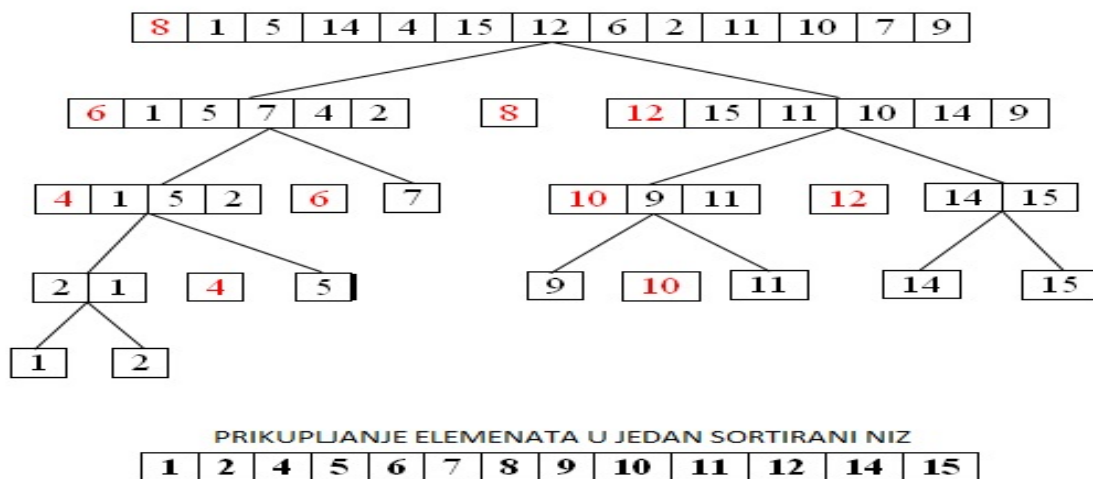 8 1 5 14 4 15 12 6 2 11 10 7 9
6 1 5 7 4 2 8 12 15 11 10 14 9
4 1 5 2 6 7 10 9 11 12 14 15
2 1 4 5 9 10 11 14 15
1 2
PRIKUPLJANJE ELEMENATA U JEDAN SORTIRANI NIZ
1 2 4 5 6 7 8 9 10 11 12 14 15